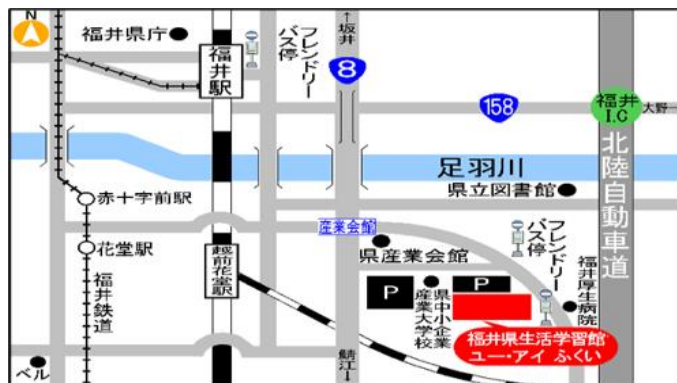 福井県庁
福井駅
フレンドリー
バス停
↑坂井
8
158
福井
I.C
大野
北陸自動車道
足羽川
県立図書館
赤十字前駅
産業会館
フレンドリー
バス停
県産業会館
花堂駅
越前花堂駅
福井鉄道
P
県中小企業
産業大学校
P
福井厚生病院
福井県生活学習館
ユー・アイ ふくい
ベル
鯖江↓